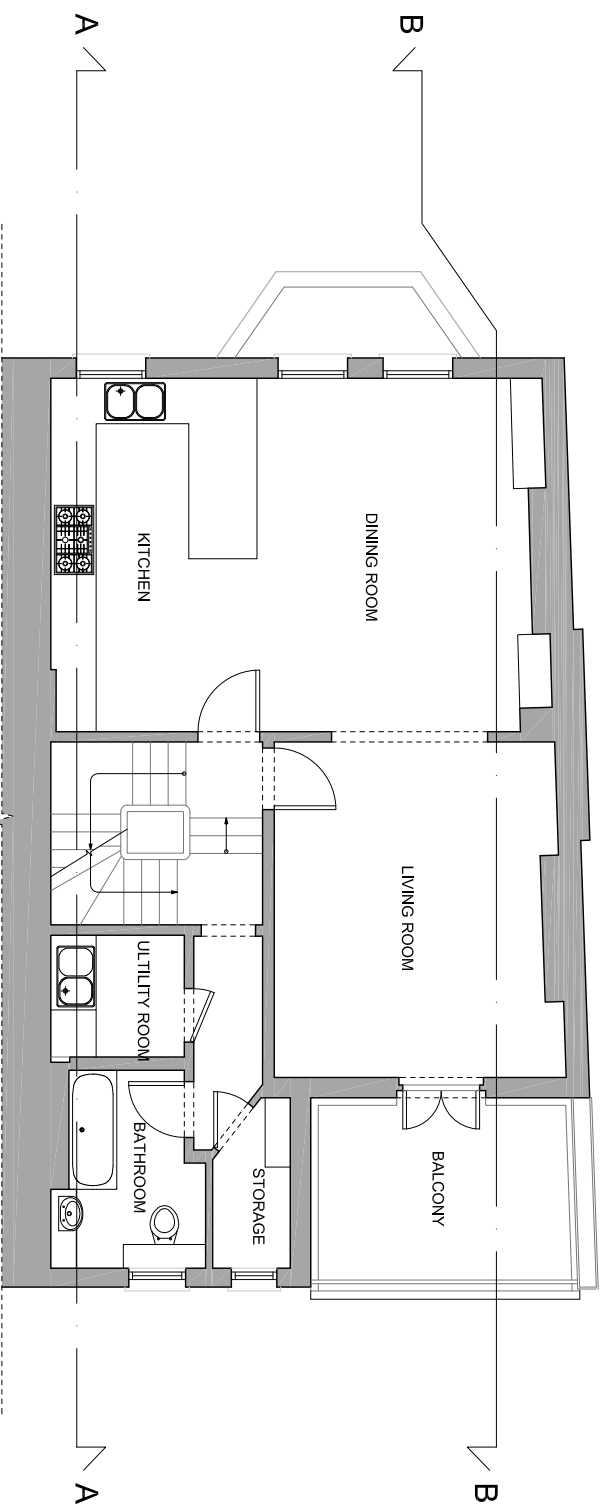 A
B
KITCHEN
DINING ROOM
LIVING ROOM
ULTILITY ROOM
BATHROOM
STORAGE
BALCONY
A
B